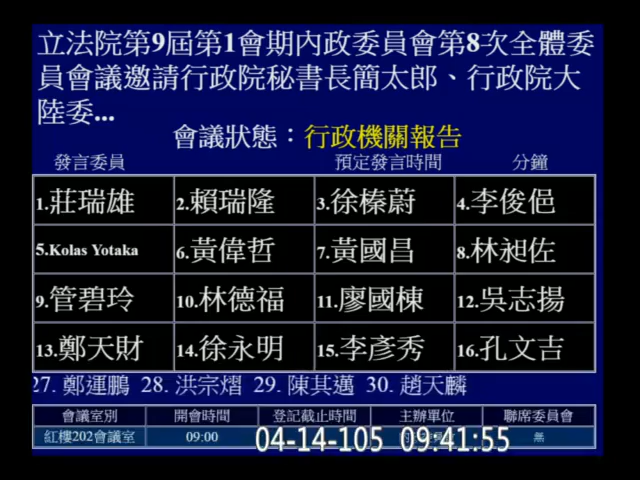 立法院第9屆第1會期內政委員會第8次全體委
員會議邀請行政院秘書長簡太郎、行政院大
陸委...
會議狀態：行政機關報告
發言委員 預定發言時間 分鐘
1.莊瑞雄 2.賴瑞隆 3.徐榛蔚 4.李俊俋
5.Kolas Yotaka 6.黃偉哲 7.黃國昌 8.林昶佐
9.管碧玲 10.林德福 11.廖國棟 12.吳志揚
13.鄭天財 14.徐永明 15.李彥秀 16.孔文吉
27. 鄭運鵬 28. 洪宗熠 29. 陳其邁 30. 趙天麟
會議室別 開會時間 登記截止時間 主辦單位 聯席委員會
紅樓202會議室 09:00 無
04-14-105 09:41:55